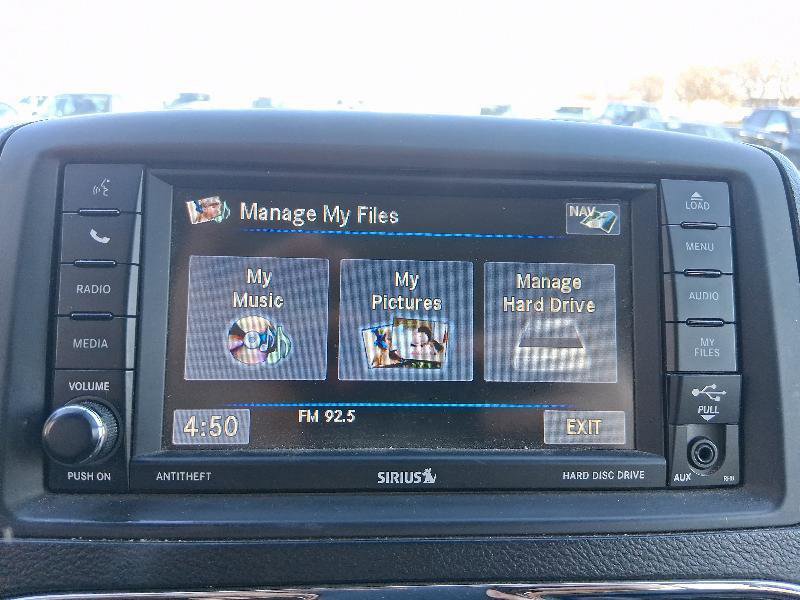 LOAD
MENU
RADIO
AUDIO
MEDIA
MY
FILES
VOLUME
PULL
PUSH ON
AUX
RHR
ANTITHEFT
SIRIUS
HARD DISC DRIVE
Manage My Files
NAV
My
Music
My
Pictures
Manage
Hard Drive
4:50
FM 92.5
EXIT